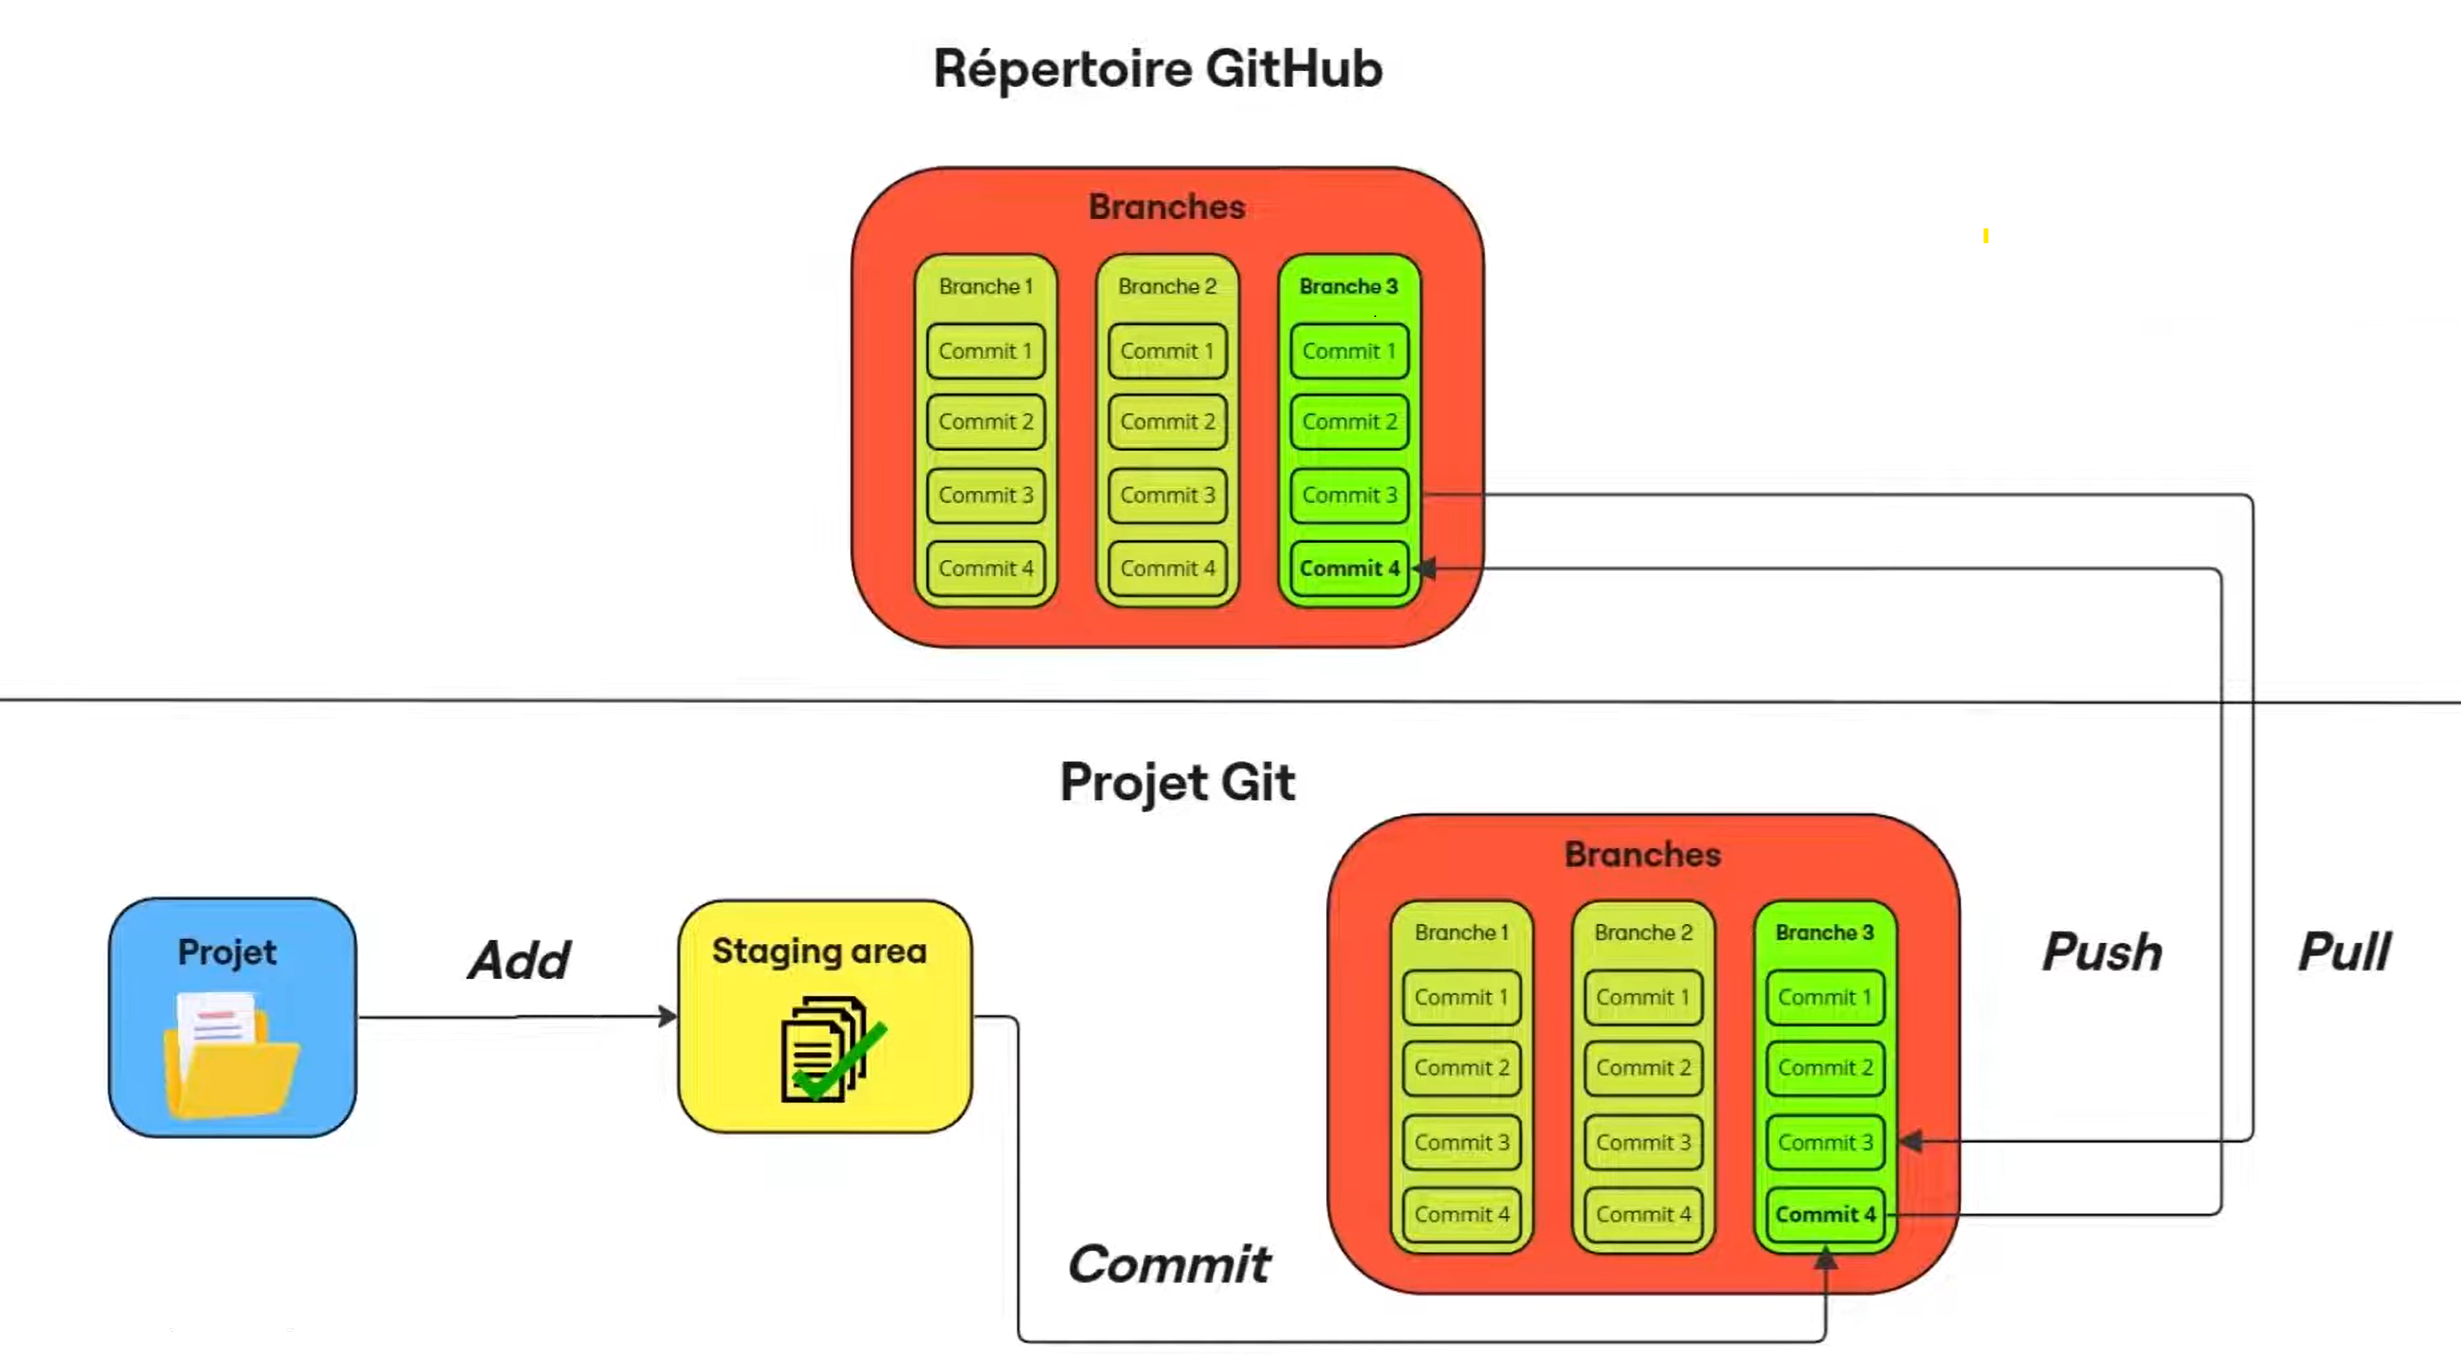 Répertoire GitHub
Branches
Branche 1
Commit 1
Commit 2
Commit 3
Commit 4
Branche 2
Commit 1
Commit 2
Commit 3
Commit 4
Branche 3
Commit 1
Commit 2
Commit 3
Commit 4
Projet Git
Projet
Add
Staging area
Commit
Branches
Branche 1
Commit 1
Commit 2
Commit 3
Commit 4
Branche 2
Commit 1
Commit 2
Commit 3
Commit 4
Branche 3
Commit 1
Commit 2
Commit 3
Commit 4
Push
Pull